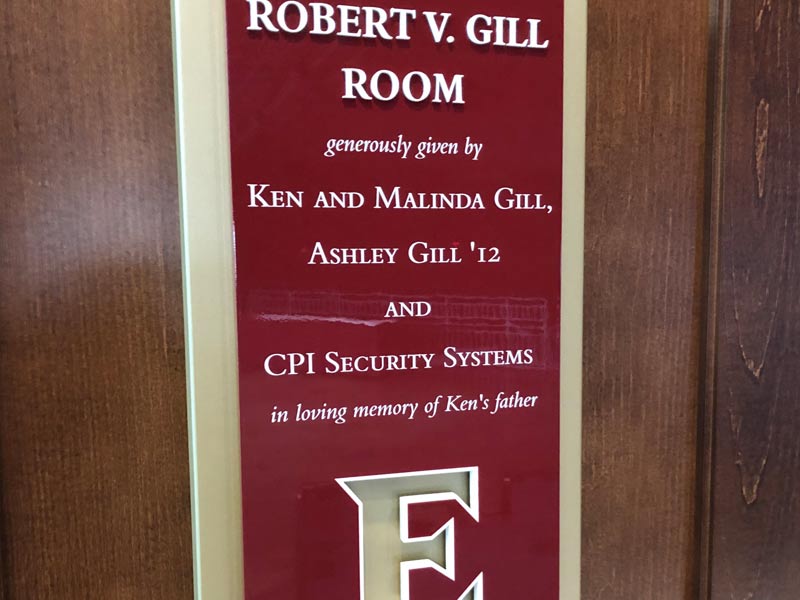 ROBERT V. GILL
ROOM
generously given by
KEN AND MALINDA GILL,
ASHLEY GILL '12
AND
CPI SECURITY SYSTEMS
in loving memory of Ken's father
E